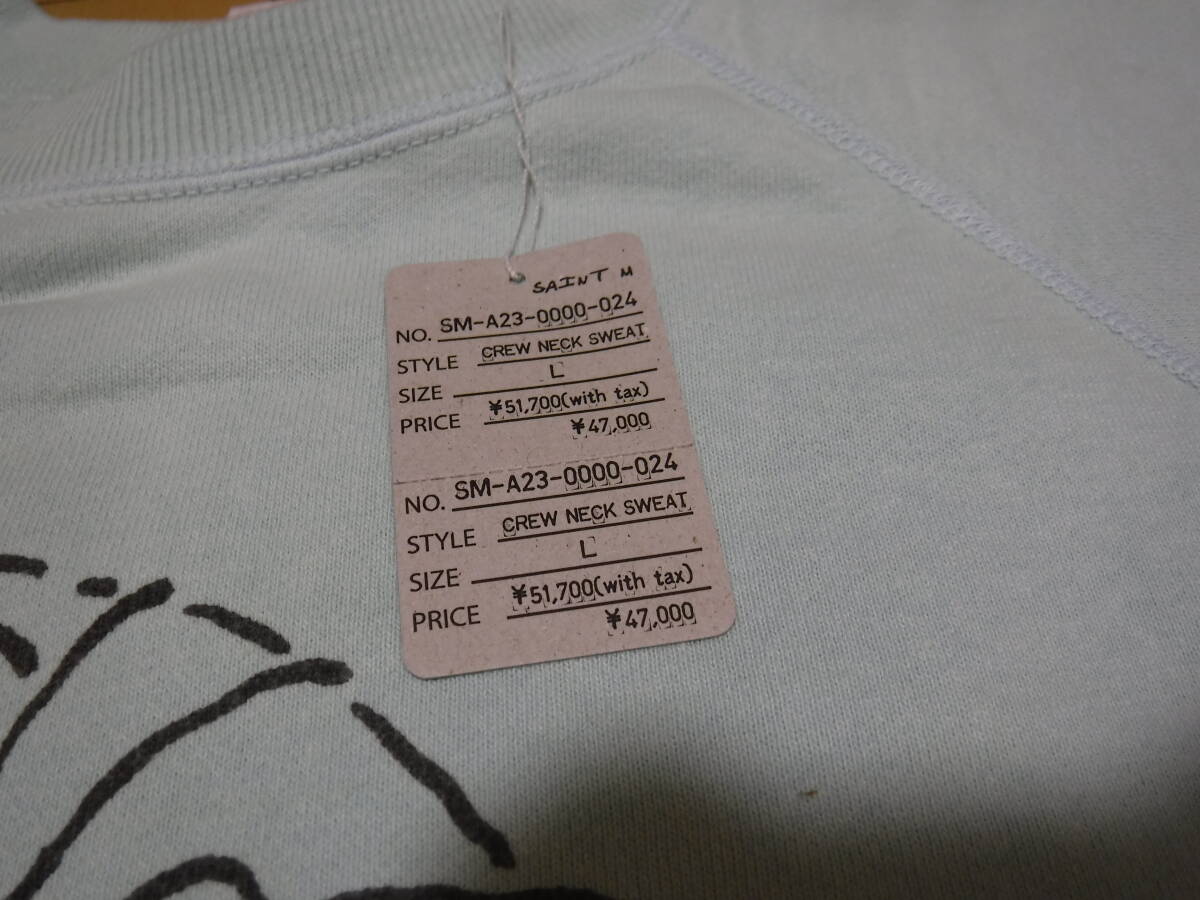 SAINT M
NO. SM-A23-0000-024
STYLE CREW NECK SWEAT
SIZE L
PRICE ¥51,700(with tax)
¥47,000
NO. SM-A23-0000-024
STYLE CREW NECK SWEAT
SIZE L
PRICE ¥51,700(with tax)
¥47,000